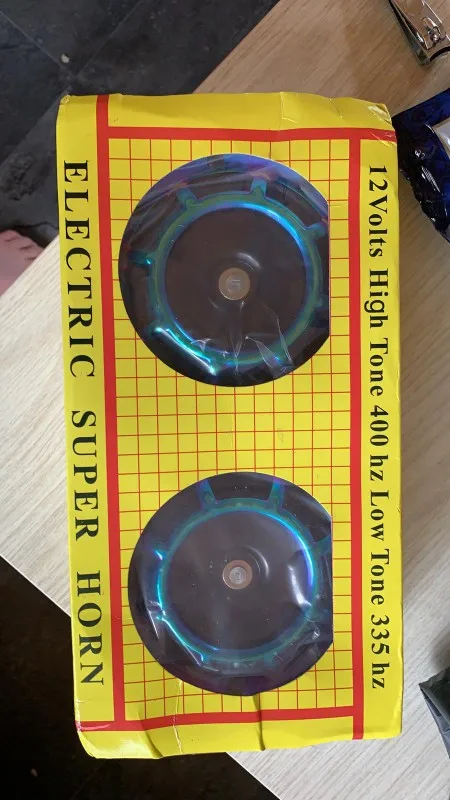 12Volts High Tone 400 hz Low Tone 335 hz
ELECTRIC SUPER HORN